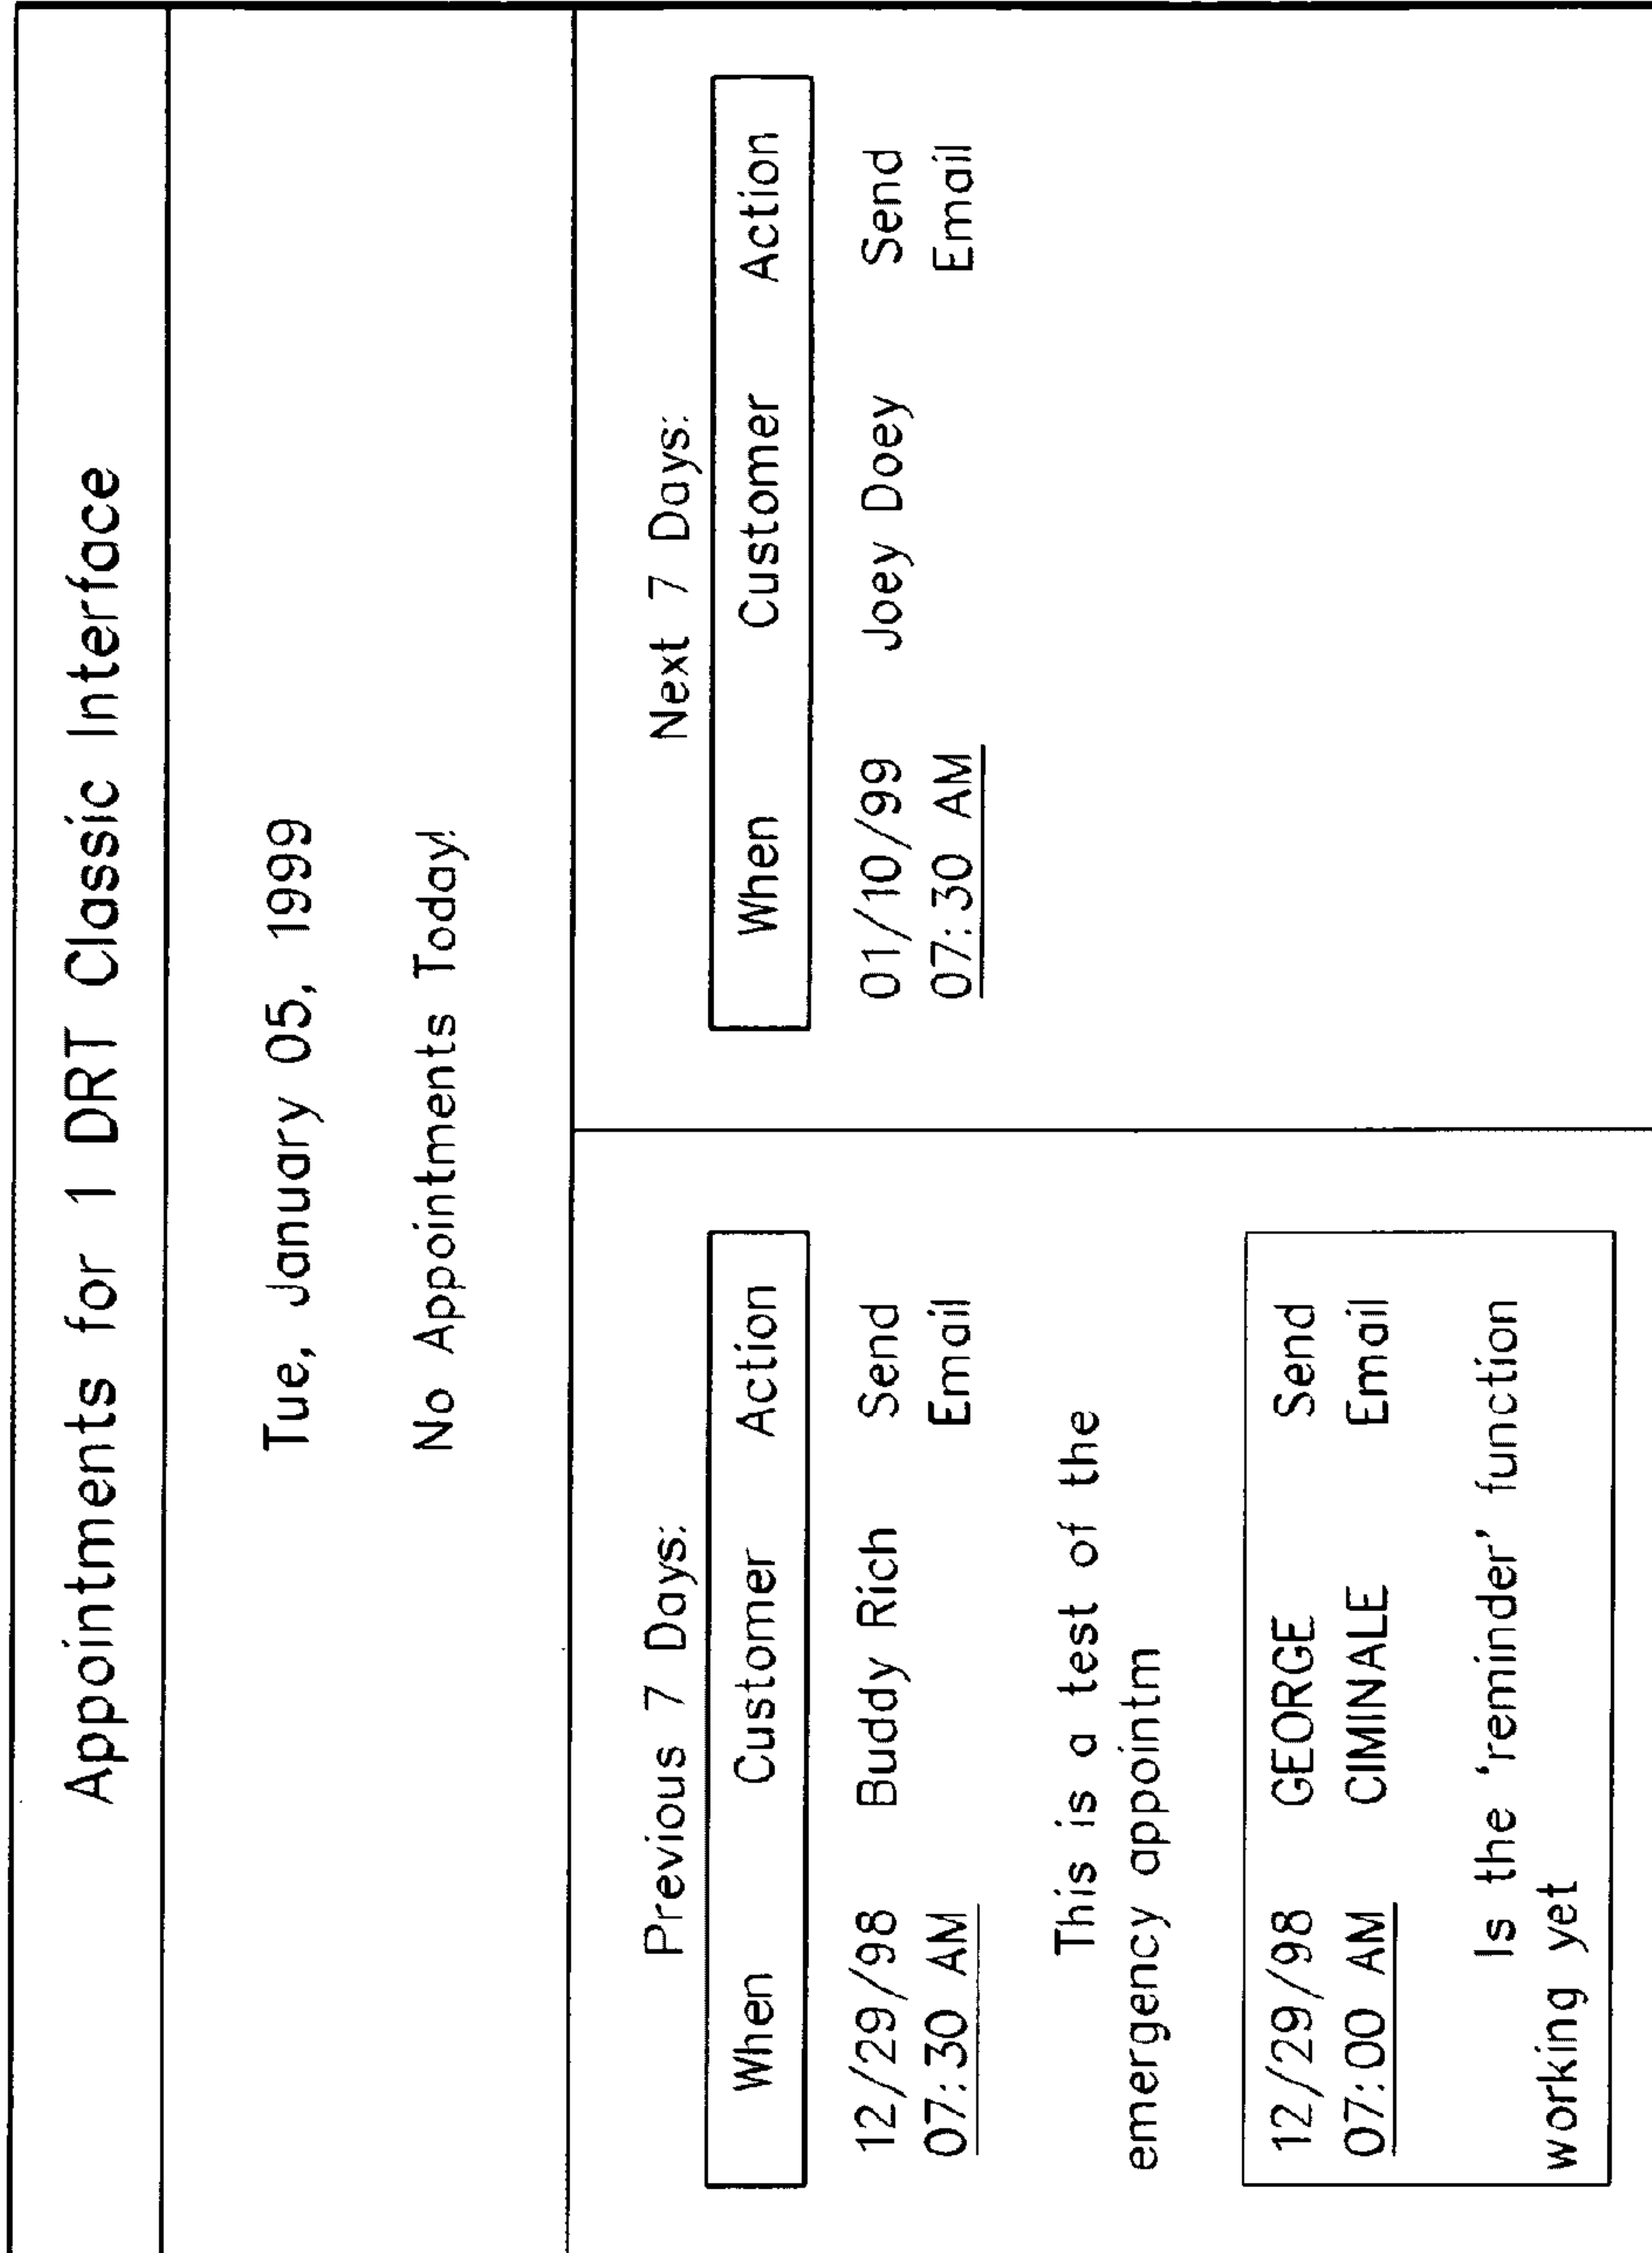 Appointments for 1 DRT Classic Interface
Tue, January 05, 1999
No Appointments Today!
Previous 7 Days:
When Customer Action
12/29/98 Buddy Rich Send
07:30 AM Email
This is a test of the
emergency appointm
12/29/98 GEORGE Send
07:00 AM CIMINALE Email
Is the 'reminder' function
working yet
Next 7 Days:
When Customer Action
01/10/99 Joey Doey Send
07:30 AM Email